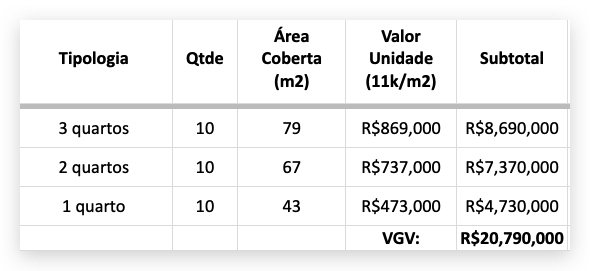 Tipologia Qtde Área Coberta (m2) Valor Unidade (11k/m2) Subtotal
3 quartos 10 79 R$869,000 R$8,690,000
2 quartos 10 67 R$737,000 R$7,370,000
1 quarto 10 43 R$473,000 R$4,730,000
VGV: R$20,790,000